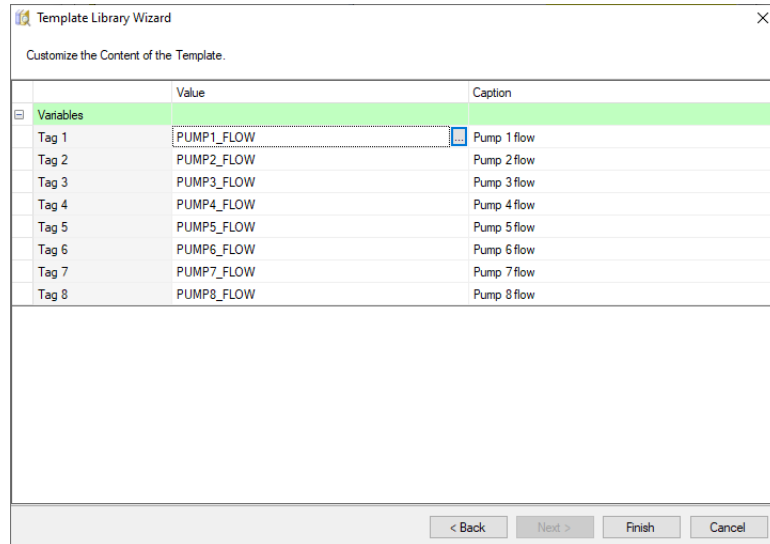 Template Library Wizard
Customize the Content of the Template.
Value Caption
Variables
Tag 1 PUMP1_FLOW ... Pump 1 flow
Tag 2 PUMP2_FLOW Pump 2 flow
Tag 3 PUMP3_FLOW Pump 3 flow
Tag 4 PUMP4_FLOW Pump 4 flow
Tag 5 PUMP5_FLOW Pump 5 flow
Tag 6 PUMP6_FLOW Pump 6 flow
Tag 7 PUMP7_FLOW Pump 7 flow
Tag 8 PUMP8_FLOW Pump 8 flow
< Back Next > Finish Cancel